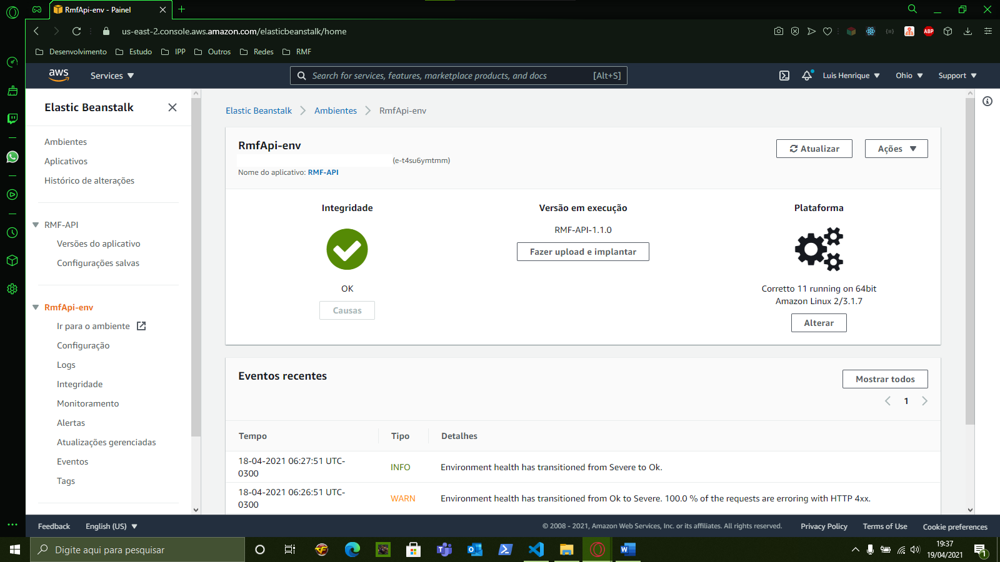 RmfApi-env - Painel
us-east-2.console.aws.amazon.com/elasticbeanstalk/home
ABP
Desenvolvimento
Estudo
IPP
Outros
Redes
RMF
aws
Services
Search for services, features, marketplace products, and docs
[Alt+S]
Luis Henrique
Ohio
Support
Elastic Beanstalk
Ambientes
Aplicativos
Histórico de alterações
RMF-API
Versões do aplicativo
Configurações salvas
RmfApi-env
Ir para o ambiente
Configuração
Logs
Integridade
Monitoramento
Alertas
Atualizações gerenciadas
Eventos
Tags
Elastic Beanstalk
Ambientes
RmfApi-env
RmfApi-env
(e-t4su6ymtmm)
Nome do aplicativo: RMF-API
Atualizar
Ações
Integridade
OK
Causas
Versão em execução
RMF-API-1.1.0
Fazer upload e implantar
Plataforma
Corretto 11 running on 64bit
Amazon Linux 2/3.1.7
Alterar
Eventos recentes
Mostrar todos
1
Tempo
Tipo
Detalhes
18-04-2021 06:27:51 UTC-
0300
INFO
Environment health has transitioned from Severe to Ok.
18-04-2021 06:26:51 UTC-
0300
WARN
Environment health has transitioned from Ok to Severe. 100.0 % of the requests are erroring with HTTP 4xx.
Feedback
English (US)
© 2008 - 2021, Amazon Web Services, Inc. or its affiliates. All rights reserved.
Privacy Policy
Terms of Use
Cookie preferences
Digite aqui para pesquisar
19:37
19/04/2021
1